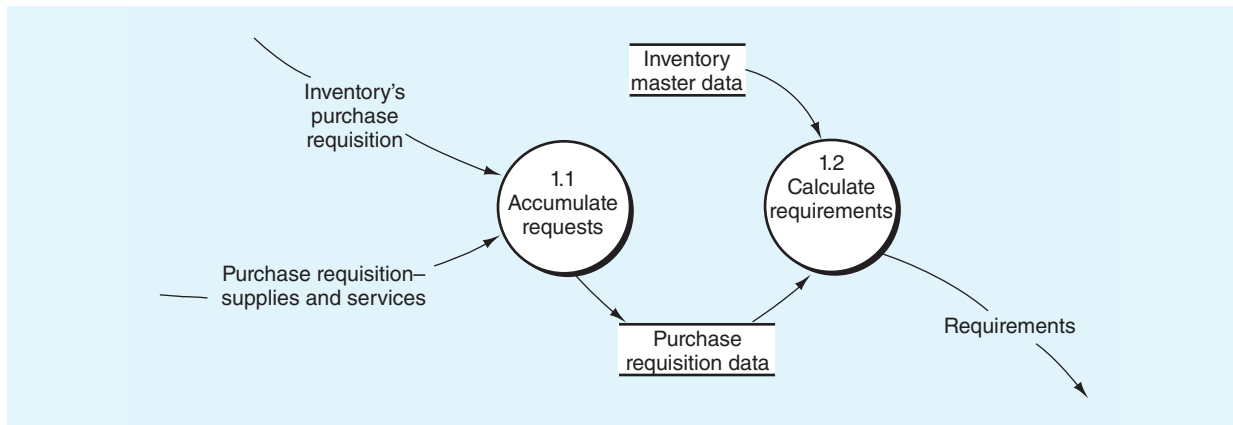 Inventory's
purchase
requisition
Purchase requisition–
supplies and services
1.1
Accumulate
requests
Inventory
master data
1.2
Calculate
requirements
Purchase
requisition data
Requirements